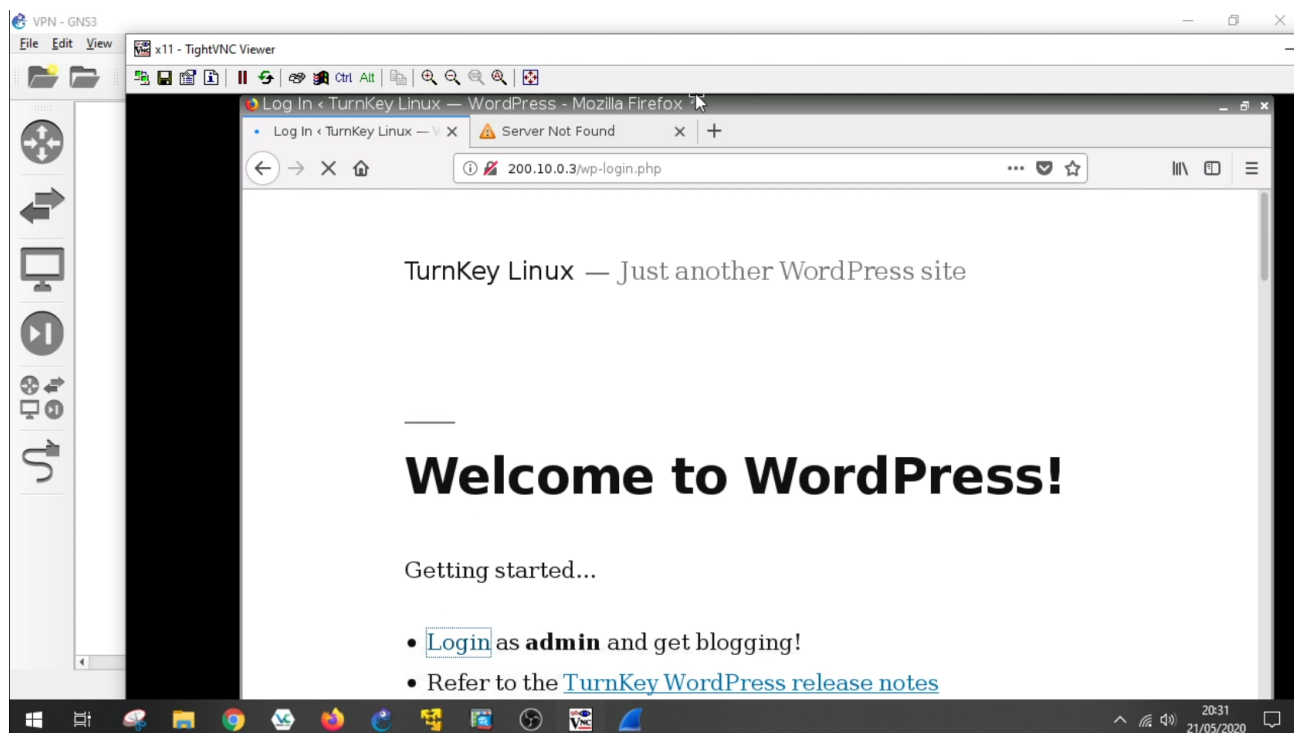 VPN - GNS3
File Edit View
x11 - TightVNC Viewer
Ctrl Alt
Log In ‹ TurnKey Linux — WordPress - Mozilla Firefox
Log In ‹ TurnKey Linux —
Server Not Found
200.10.0.3/wp-login.php
TurnKey Linux — Just another WordPress site
Welcome to WordPress!
Getting started...
• Login as admin and get blogging!
• Refer to the TurnKey WordPress release notes
20:31
21/05/2020